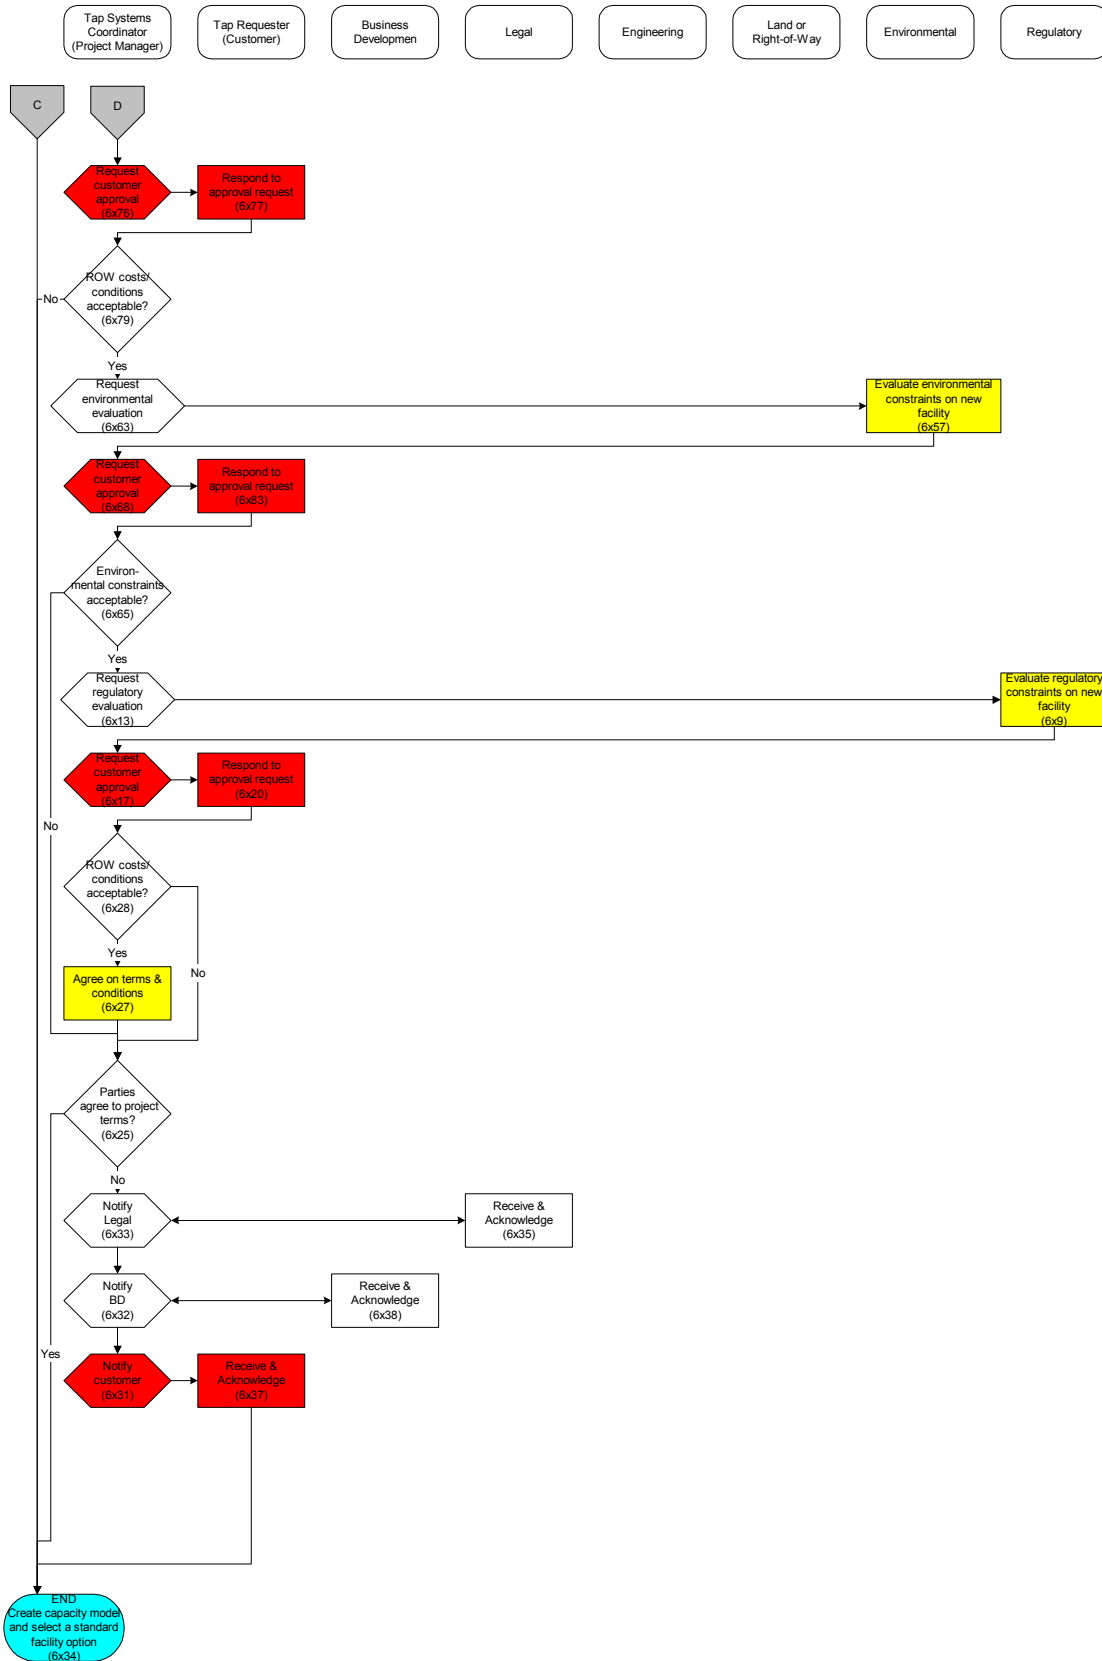 Tap Systems
Coordinator
(Project Manager)
Tap Requester
(Customer)
Business
Developmen
Legal
Engineering
Land or
Right-of-Way
Environmental
Regulatory
C
D
Request
customer
approval
(6x76)
Respond to
approval request
(6x77)
ROW costs/
conditions
acceptable?
(6x79)
No
Yes
Request
environmental
evaluation
(6x63)
Evaluate environmental
constraints on new
facility
(6x57)
Request
customer
approval
(6x68)
Respond to
approval request
(6x83)
Environ-
mental constraints
acceptable?
(6x65)
Yes
Request
regulatory
evaluation
(6x13)
Evaluate regulatory
constraints on new
facility
(6x9)
Request
customer
approval
(6x17)
Respond to
approval request
(6x20)
No
ROW costs/
conditions
acceptable?
(6x28)
Yes
No
Agree on terms &
conditions
(6x27)
Parties
agree to project
terms?
(6x25)
No
Notify
Legal
(6x33)
Receive &
Acknowledge
(6x35)
Notify
BD
(6x32)
Receive &
Acknowledge
(6x38)
Yes
Notify
customer
(6x31)
Receive &
Acknowledge
(6x37)
END
Create capacity model
and select a standard
facility option
(6x34)